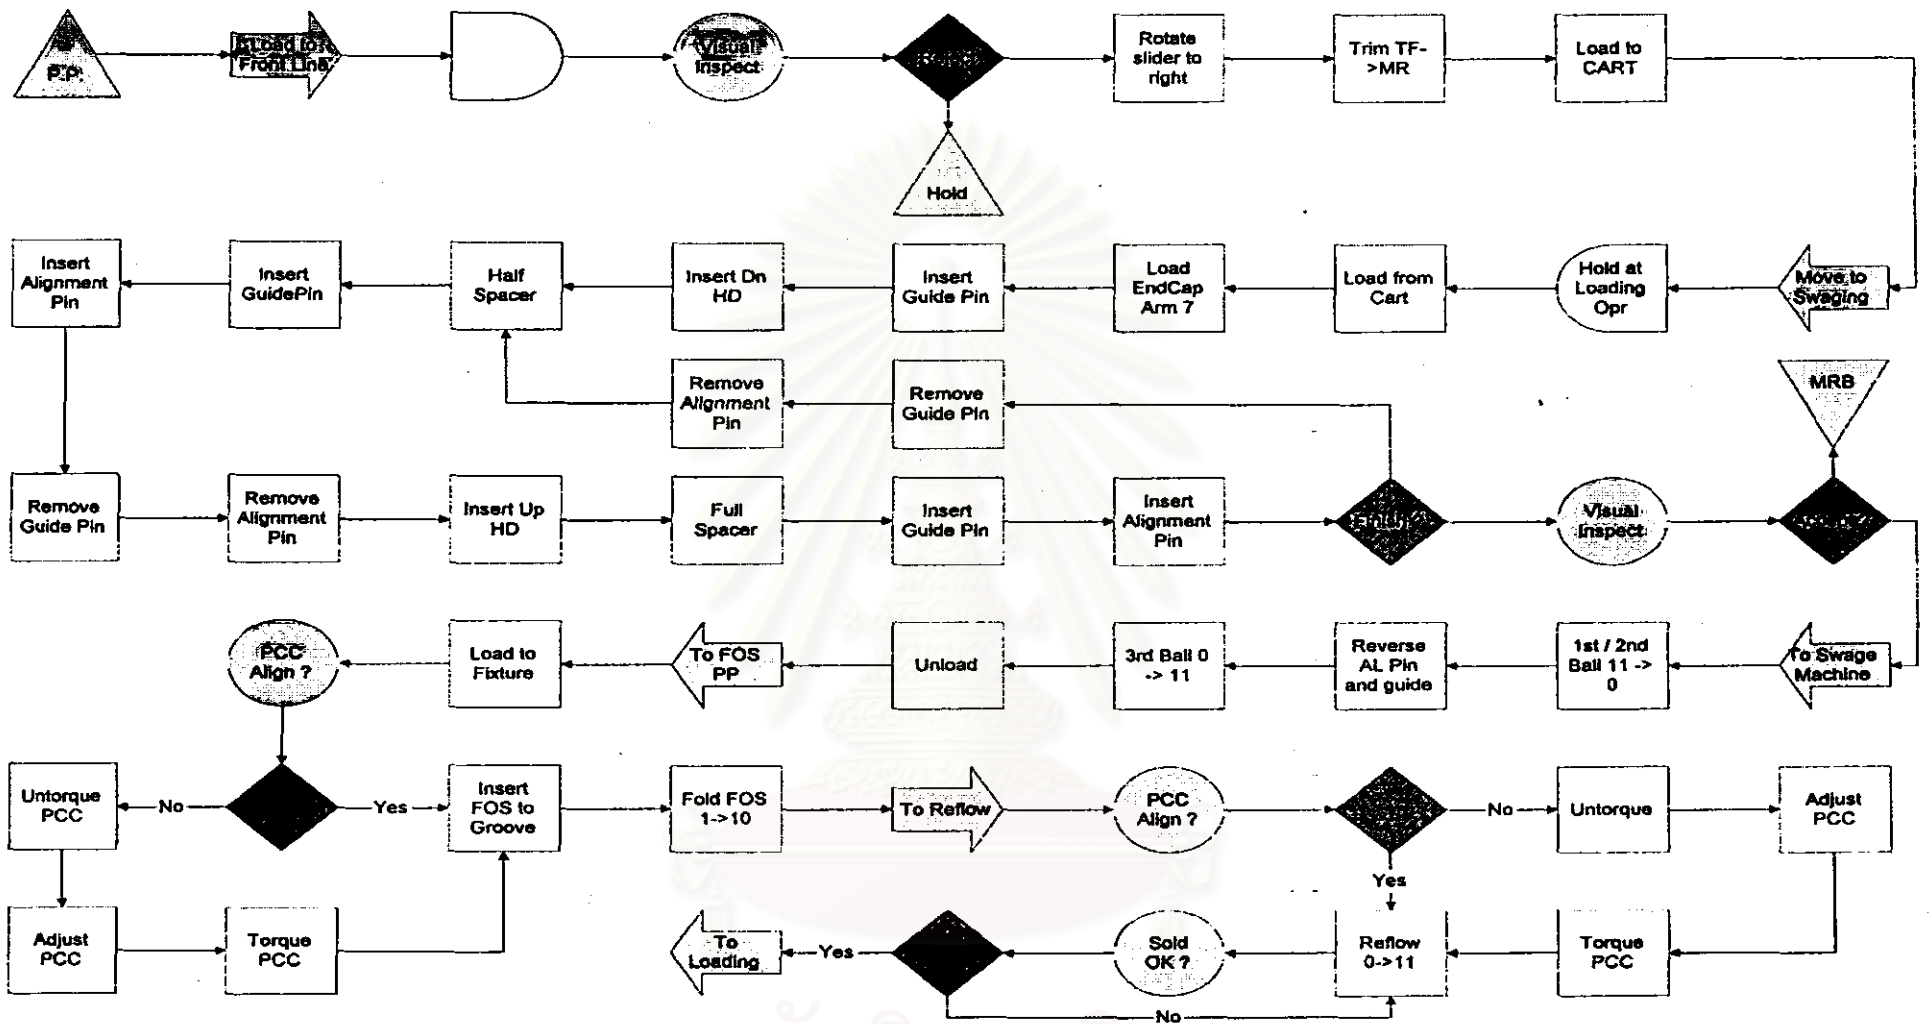 P.P.
Load to
Front Line
Visual
Inspect
Rotate
slider to
right
Trim TF-
>MR
Load to
CART
Hold
Insert
Alignment
Pin
Insert
GuidePin
Half
Spacer
Insert Dn
HD
Insert
Guide Pin
Load
EndCap
Arm 7
Load from
Cart
Hold at
Loading
Opr
Move to
Swaging
Remove
Alignment
Pin
Remove
Guide Pin
MRB
Remove
Guide Pin
Remove
Alignment
Pin
Insert Up
HD
Full
Spacer
Insert
Guide Pin
Insert
Alignment
Pin
Finish
Visual
Inspect
PCC
Align ?
Load to
Fixture
To FOS
PP
Unload
3rd Ball 0
-> 11
Reverse
AL Pin
and guide
1st / 2nd
Ball 11 ->
0
To Swage
Machine
Untorque
PCC
No
Yes
Insert
FOS to
Groove
Fold FOS
1->10
To Reflow
PCC
Align ?
No
Untorque
Adjust
PCC
Yes
Adjust
PCC
Torque
PCC
To
Loading
Yes
Sold
OK ?
Reflow
0->11
Torque
PCC
No